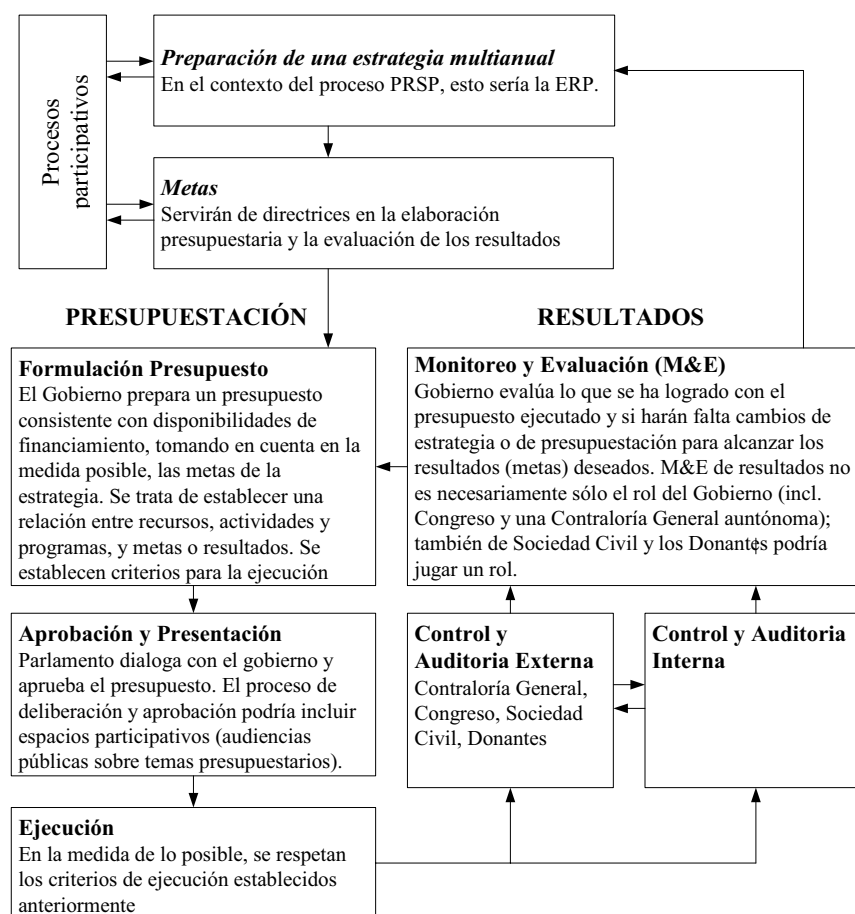 Procesos
participativos
Preparación de una estrategia multianual
En el contexto del proceso PRSP, esto sería la ERP.
Metas
Servirán de directrices en la elaboración
presupuestaria y la evaluación de los resultados
PRESUPUESTACIÓN
Formulación Presupuesto
El Gobierno prepara un presupuesto
consistente con disponibilidades de
financiamiento, tomando en cuenta en la
medida posible, las metas de la
estrategia. Se trata de establecer una
relación entre recursos, actividades y
programas, y metas o resultados. Se
establecen criterios para la ejecución
Aprobación y Presentación
Parlamento dialoga con el gobierno y
aprueba el presupuesto. El proceso de
deliberación y aprobación podría incluir
espacios participativos (audiencias
públicas sobre temas presupuestarios).
Ejecución
En la medida de lo posible, se respetan
los criterios de ejecución establecidos
anteriormente
RESULTADOS
Monitoreo y Evaluación (M&E)
Gobierno evalúa lo que se ha logrado con el
presupuesto ejecutado y si harán falta cambios de
estrategia o de presupuestación para alcanzar los
resultados (metas) deseados. M&E de resultados no
es necesariamente sólo el rol del Gobierno (incl.
Congreso y una Contraloría General auntónoma);
también de Sociedad Civil y los Donantes podría
jugar un rol.
Control y
Auditoria Externa
Contraloría General,
Congreso, Sociedad
Civil, Donantes
Control y Auditoria
Interna